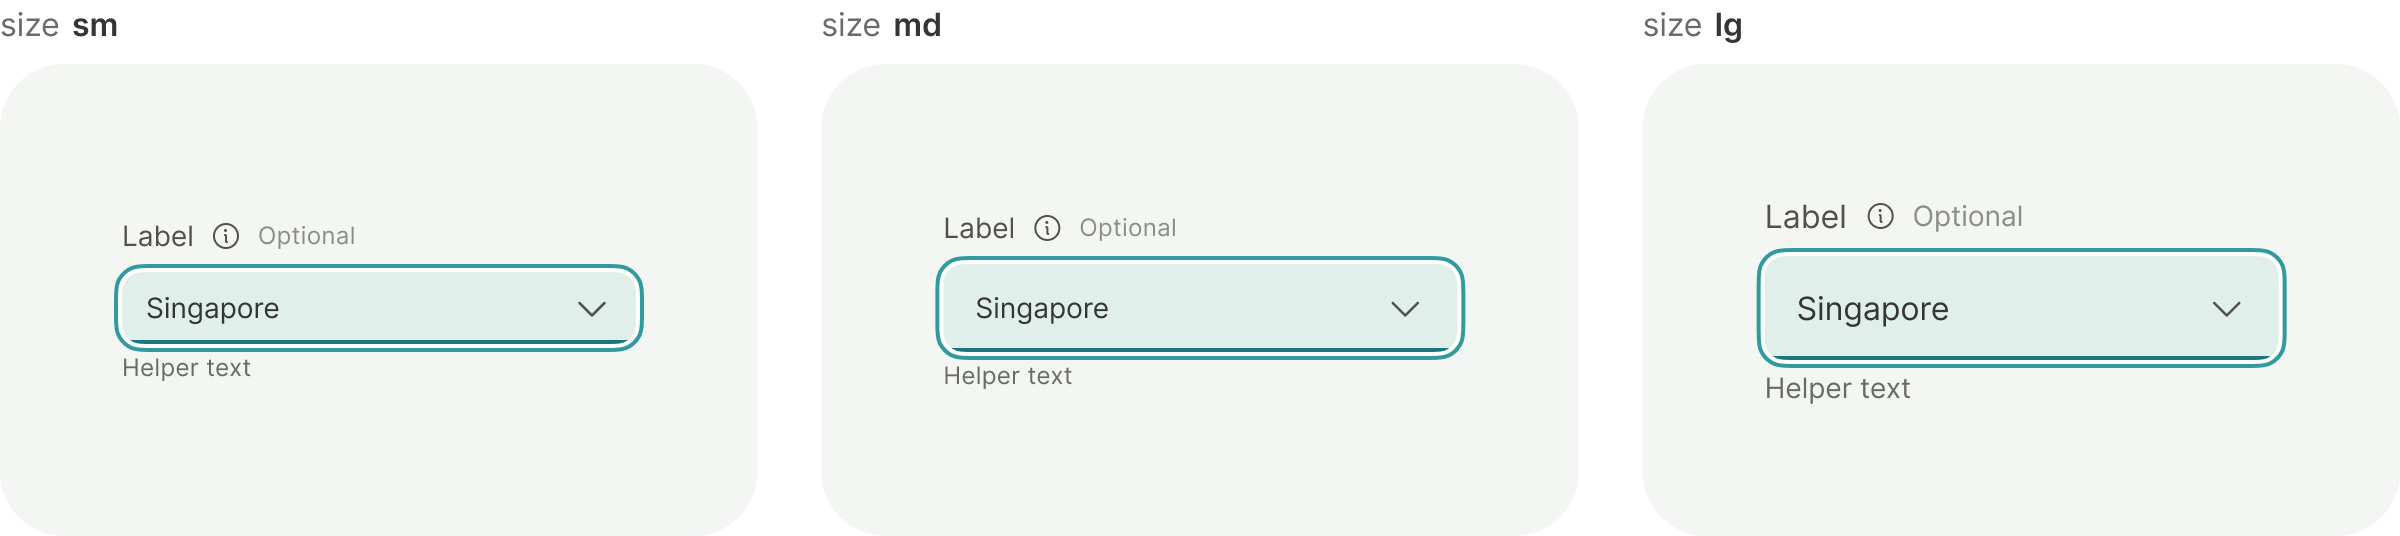 size sm
Label Optional
Singapore
Helper text
size md
Label Optional
Singapore
Helper text
size lg
Label Optional
Singapore
Helper text